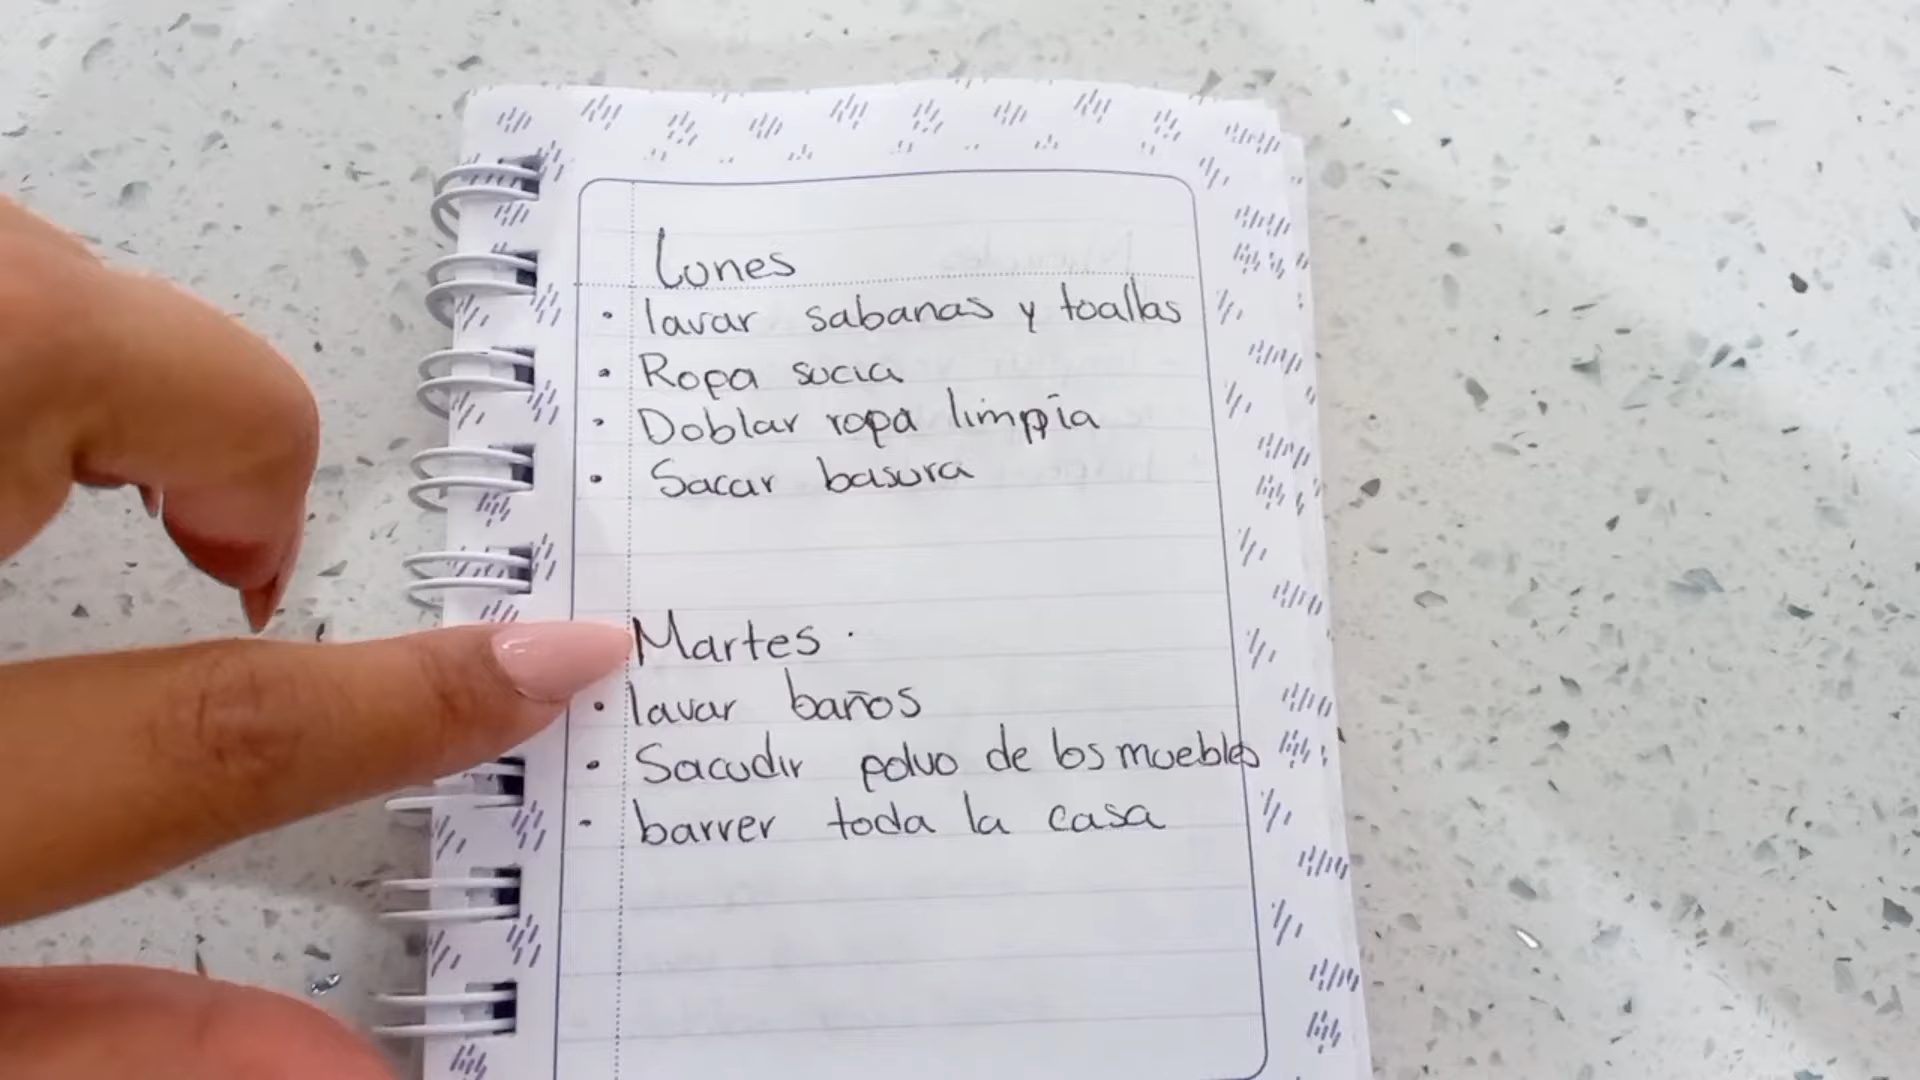 Lunes
• lavar sabanas y toallas
• Ropa sucia
• Doblar ropa limpia
• Sacar basura
Martes.
• lavar baños
• Sacudir polvo de los muebles
• barrer toda la casa